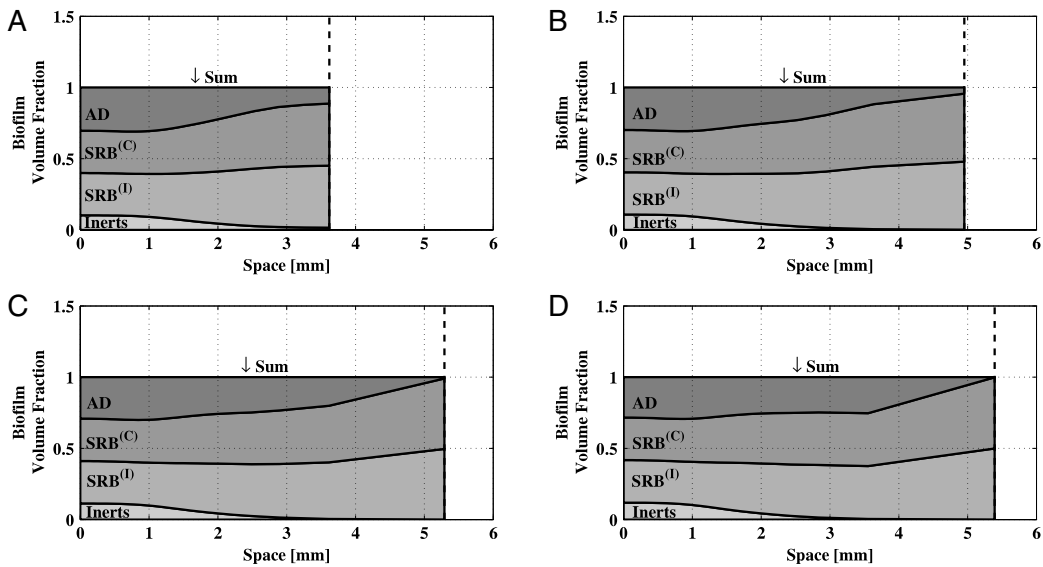 A
1.5
1
0.5
0
Biofilm
Volume Fraction
↓ Sum
AD
SRB(C)
SRB(I)
Inerts
0 1 2 3 4 5 6
Space [mm]
B
1.5
1
0.5
0
Biofilm
Volume Fraction
↓ Sum
AD
SRB(C)
SRB(I)
Inerts
0 1 2 3 4 5 6
Space [mm]
C
1.5
1
0.5
0
Biofilm
Volume Fraction
↓ Sum
AD
SRB(C)
SRB(I)
Inerts
0 1 2 3 4 5 6
Space [mm]
D
1.5
1
0.5
0
Biofilm
Volume Fraction
↓ Sum
AD
SRB(C)
SRB(I)
Inerts
0 1 2 3 4 5 6
Space [mm]